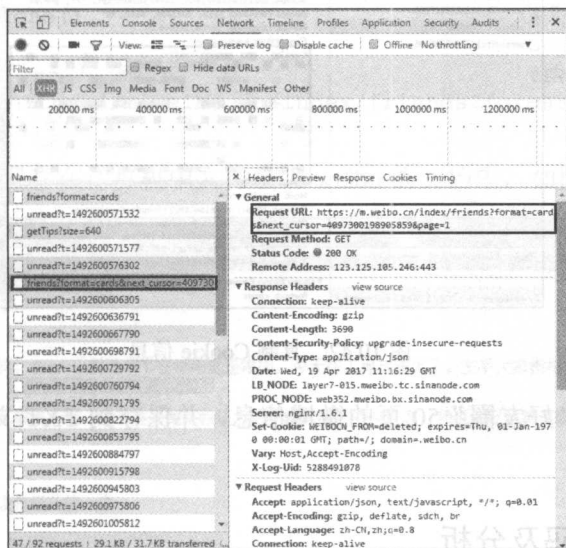 Elements Console Sources Network Timeline Profiles Application Security Audits
View: Preserve log Disable cache Offline No throttling
Filter Regex Hide data URLs
All XHR JS CSS Img Media Font Doc WS Manifest Other
200000 ms 400000 ms 600000 ms 800000 ms 1000000 ms 1200000 ms
Name
friends?format=cards
unread?t=1492600571532
getTips?size=640
unread?t=1492600571577
unread?t=1492600576302
friends?format=cards&next_cursor=409730
unread?t=1492600606305
unread?t=1492600636791
unread?t=1492600667790
unread?t=1492600698791
unread?t=1492600729792
unread?t=1492600760794
unread?t=1492600791795
unread?t=1492600822794
unread?t=1492600853795
unread?t=1492600884797
unread?t=1492600915798
unread?t=1492600945803
unread?t=1492600975806
unread?t=1492601005812
47 / 92 requests | 29.1 KB / 31.7 KB transferred
× Headers Preview Response Cookies Timing
▼ General
Request URL: https://m.weibo.cn/index/friends?format=card
s&next_cursor=4097300198905859&page=1
Request Method: GET
Status Code: 200 OK
Remote Address: 123.125.105.246:443
▼ Response Headers view source
Connection: keep-alive
Content-Encoding: gzip
Content-Length: 3690
Content-Security-Policy: upgrade-insecure-requests
Content-Type: application/json
Date: Wed, 19 Apr 2017 11:16:29 GMT
LB_NODE: layer7-015.mweibo.tc.sinanode.com
PROC_NODE: web352.mweibo.bx.sinanode.com
Server: nginx/1.6.1
Set-Cookie: WEIBOCN_FROM=deleted; expires=Thu, 01-Jan-197
0 00:00:01 GMT; path=/; domain=.weibo.cn
Vary: Host,Accept-Encoding
X-Log-Uid: 5288491078
▼ Request Headers view source
Accept: application/json, text/javascript, */*; q=0.01
Accept-Encoding: gzip, deflate, sdch, br
Accept-Language: zh-CN,zh;q=0.8
Connection: keep-alive